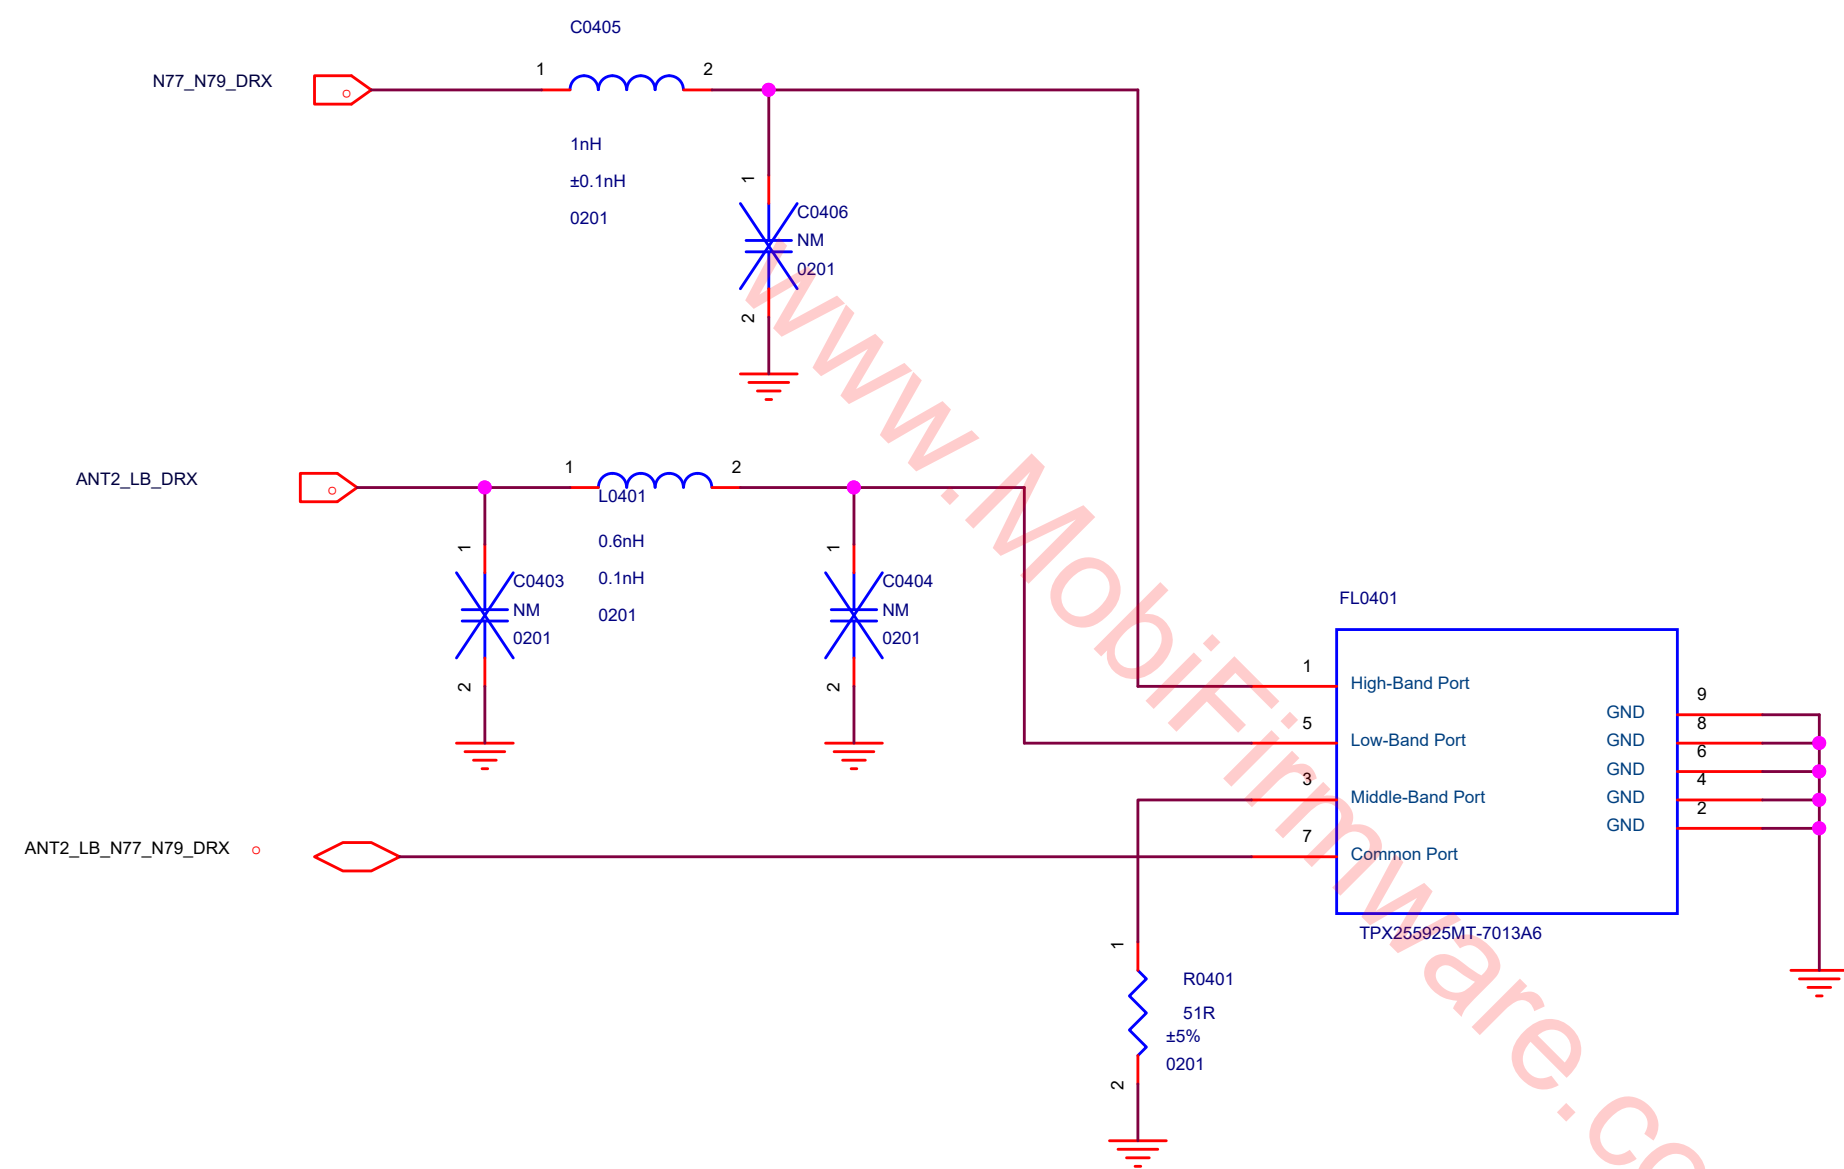 C0405
N77_N79_DRX
1
2
1nH
±0.1nH
0201
1
C0406
NM
0201
2
ANT2_LB_DRX
1
2
L0401
0.6nH
0.1nH
0201
1
C0403
NM
0201
2
1
C0404
NM
0201
2
FL0401
1
High-Band Port
5
Low-Band Port
3
Middle-Band Port
7
Common Port
GND
9
GND
8
GND
6
GND
4
GND
2
TPX255925MT-7013A6
ANT2_LB_N77_N79_DRX
1
R0401
51R
±5%
0201
2
www.MobiFirmware.co